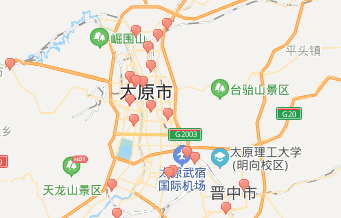 崛围山
平头镇
太原市
台骀山景区
G20
乡
G2003
太原理工大学
(明向校区)
HOT
太原武宿
国际机场
天龙山景区
晋中市